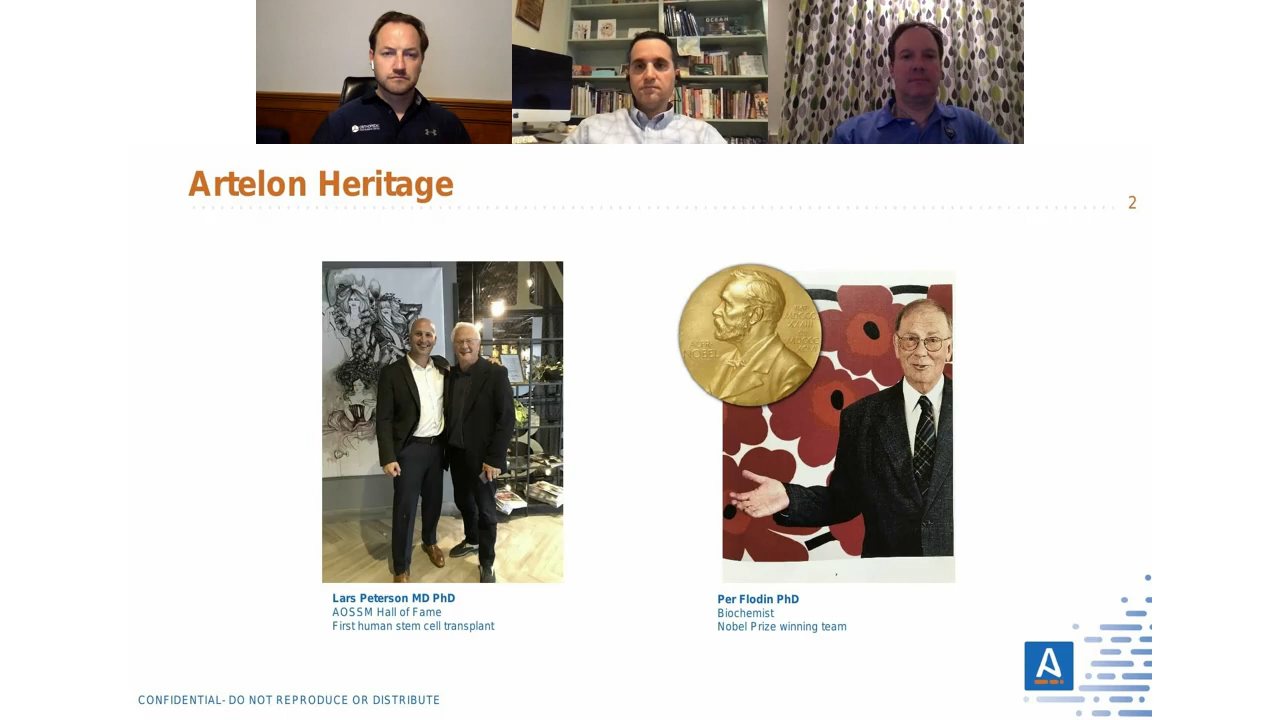 OCEAN
Artelon Heritage
2
Lars Peterson MD PhD
AOSSM Hall of Fame
First human stem cell transplant
Per Flodin PhD
Biochemist
Nobel Prize winning team
CONFIDENTIAL- DO NOT REPRODUCE OR DISTRIBUTE
A